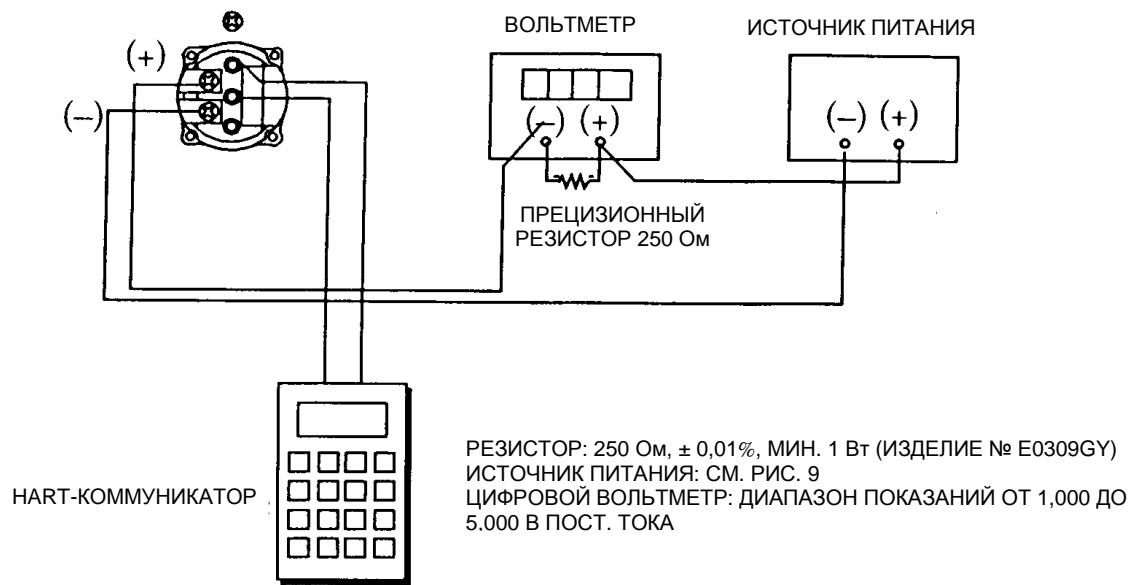 ВОЛЬТМЕТР
ИСТОЧНИК ПИТАНИЯ
(+)
(−)
(−) (+)
(−) (+)
ПРЕЦИЗИОННЫЙ
РЕЗИСТОР 250 Ом
HART-КОММУНИКАТОР
РЕЗИСТОР: 250 Ом, ± 0,01%, МИН. 1 Вт (ИЗДЕЛИЕ № E0309GY)
ИСТОЧНИК ПИТАНИЯ: СМ. РИС. 9
ЦИФРОВОЙ ВОЛЬТМЕТР: ДИАПАЗОН ПОКАЗАНИЙ ОТ 1,000 ДО
5.000 В ПОСТ. ТОКА